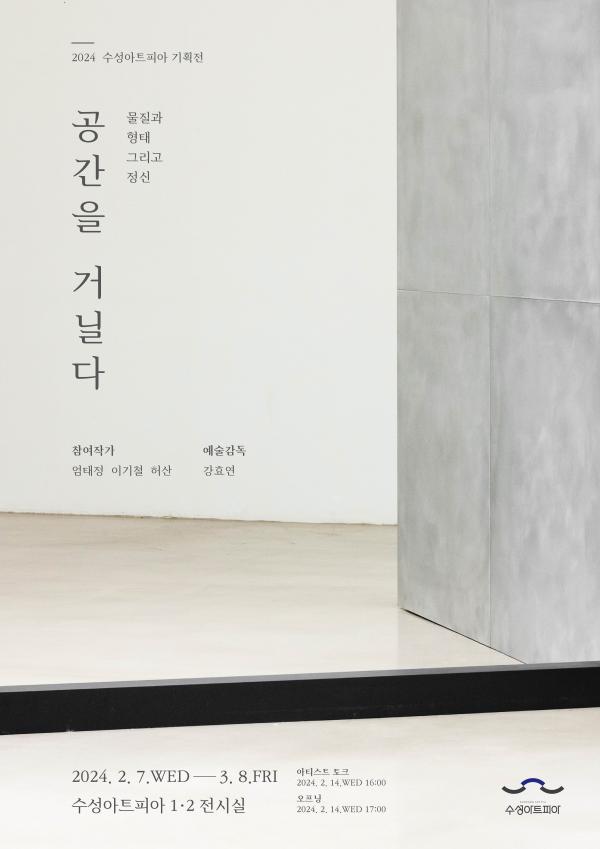 2024 수성아트피아 기획전
공간을 거닐다
물질과
형태
그리고
정신
참여작가
엄태정 이기철 허산
예술감독
강효연
2024. 2. 7.WED — 3. 8.FRI
수성아트피아 1·2 전시실
아티스트 토크
2024. 2. 14.WED 16:00
오프닝
2024. 2. 14.WED 17:00
수성아트피아